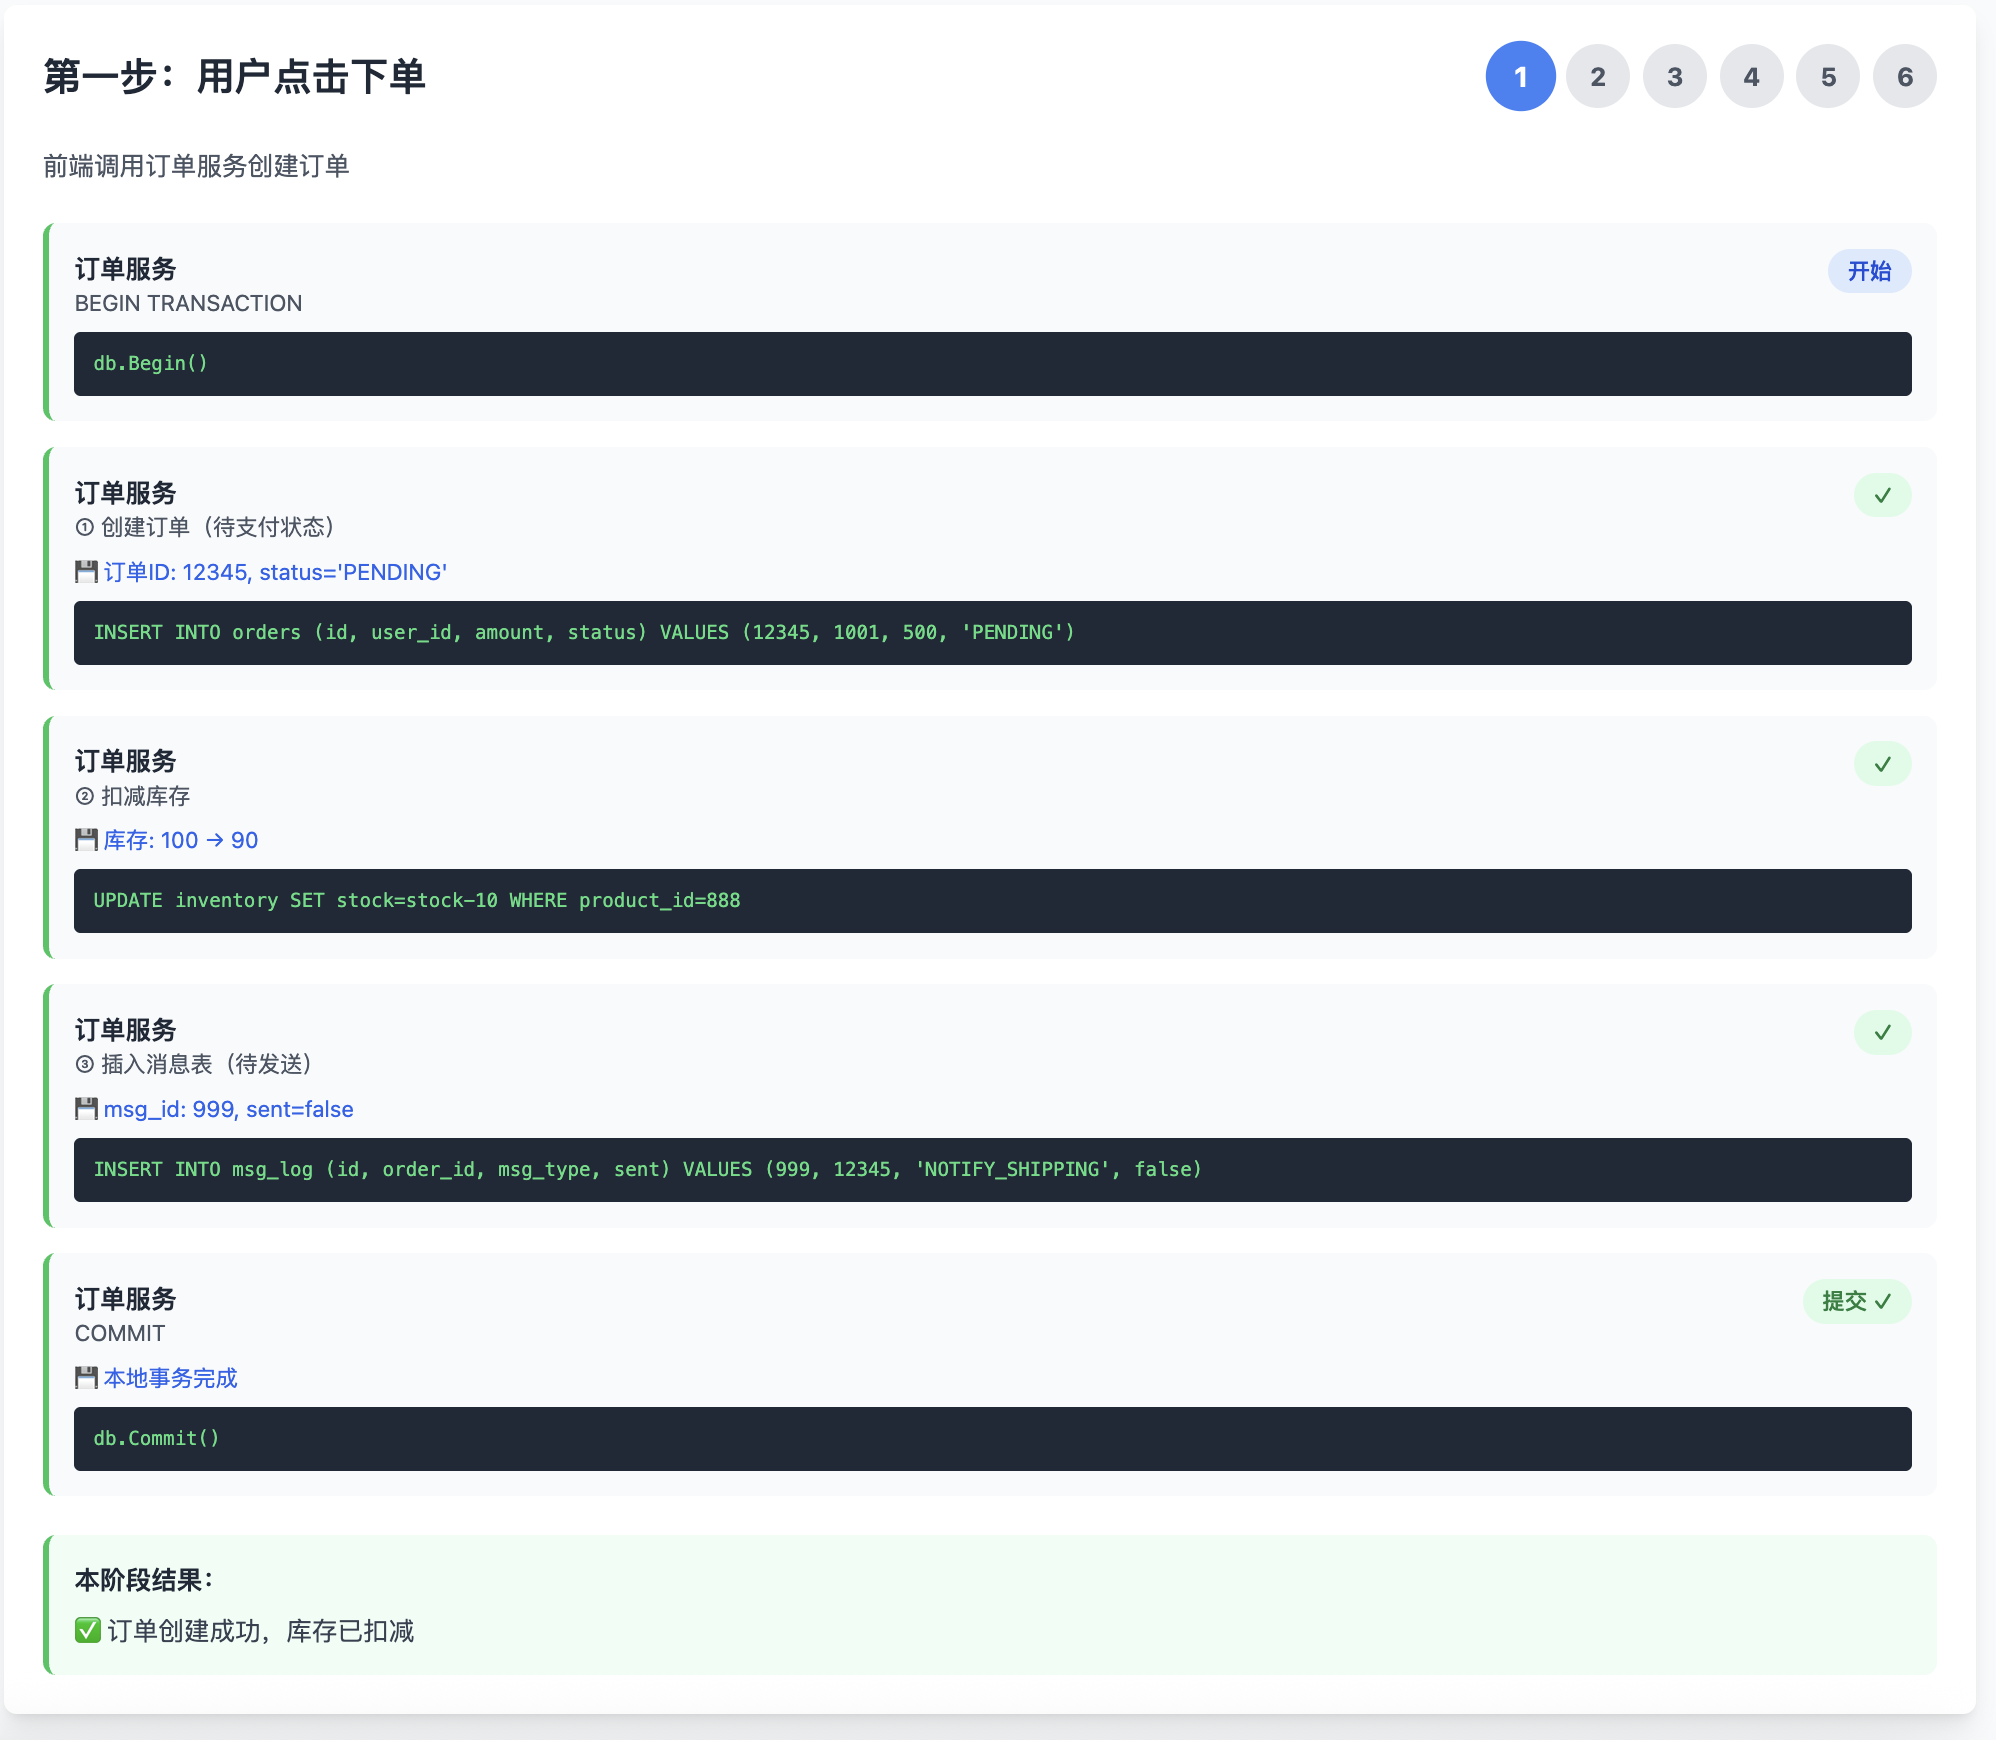 第一步：用户点击下单
1 2 3 4 5 6
前端调用订单服务创建订单
订单服务
开始
BEGIN TRANSACTION
db.Begin()
订单服务
✓
① 创建订单（待支付状态）
💾 订单ID: 12345, status='PENDING'
INSERT INTO orders (id, user_id, amount, status) VALUES (12345, 1001, 500, 'PENDING')
订单服务
✓
② 扣减库存
💾 库存: 100 → 90
UPDATE inventory SET stock=stock-10 WHERE product_id=888
订单服务
✓
③ 插入消息表（待发送）
💾 msg_id: 999, sent=false
INSERT INTO msg_log (id, order_id, msg_type, sent) VALUES (999, 12345, 'NOTIFY_SHIPPING', false)
订单服务
提交 ✓
COMMIT
💾 本地事务完成
db.Commit()
本阶段结果：
✅ 订单创建成功，库存已扣减